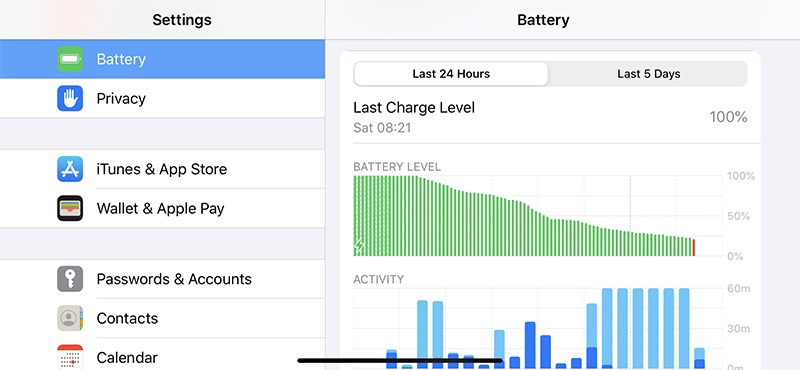 Settings
Battery
Battery
Privacy
iTunes & App Store
Wallet & Apple Pay
Passwords & Accounts
Contacts
Calendar
Last 24 Hours
Last 5 Days
Last Charge Level
Sat 08:21
100%
BATTERY LEVEL
100%
50%
0%
ACTIVITY
60m
30m
0m